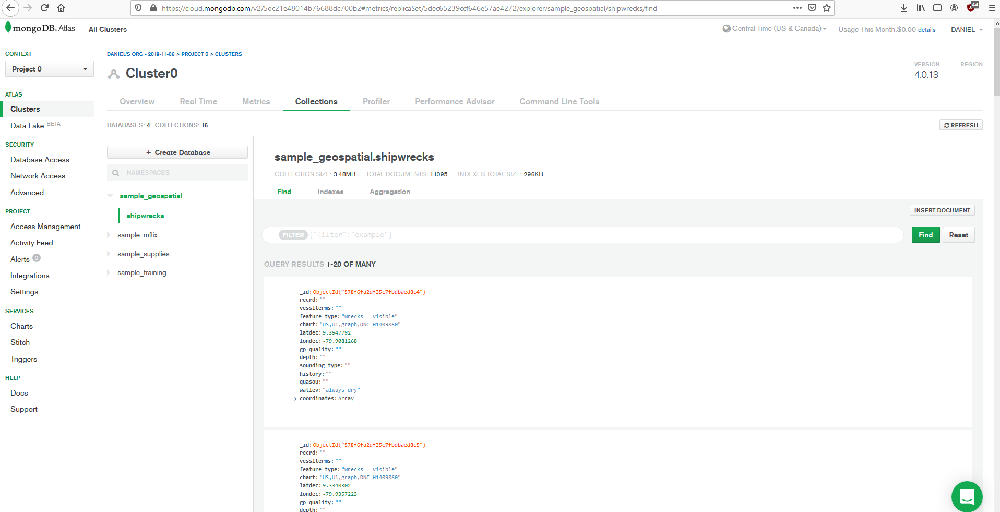 https://cloud.mongodb.com/v2/5dc21e48014b76688dc700b2#metrics/replicaSet/5dec65239ccf646e57ae4272/explorer/sample_geospatial/shipwrecks/find
44
mongoDB. Atlas All Clusters
Central Time (US & Canada)
Usage This Month:$0.00 details
DANIEL
CONTEXT
Project 0
ATLAS
Clusters
Data Lake BETA
SECURITY
Database Access
Network Access
Advanced
PROJECT
Access Management
Activity Feed
Alerts 0
Integrations
Settings
SERVICES
Charts
Stitch
Triggers
HELP
Docs
Support
DANIEL'S ORG - 2019-11-06 > PROJECT 0 > CLUSTERS
Cluster0
VERSION
4.0.13
REGION
Overview Real Time Metrics Collections Profiler Performance Advisor Command Line Tools
DATABASES: 4 COLLECTIONS: 16
REFRESH
+ Create Database
NAMESPACES
sample_geospatial
shipwrecks
sample_mflix
sample_supplies
sample_training
sample_geospatial.shipwrecks
COLLECTION SIZE: 3.48MB TOTAL DOCUMENTS: 11095 INDEXES TOTAL SIZE: 296KB
Find Indexes Aggregation
INSERT DOCUMENT
FILTER {"filter":"example"}
Find Reset
QUERY RESULTS 1-20 OF MANY
_id: ObjectId("578f6fa2df35c7fbdbaed8c4")
recrd: ""
vesslterms: ""
feature_type: "Wrecks - Visible"
chart: "US,U1,graph,DNC H1409860"
latdec: 9.3547792
londec: -79.9081268
gp_quality: ""
depth: ""
sounding_type: ""
history: ""
quasou: ""
watlev: "always dry"
> coordinates: Array
_id: ObjectId("578f6fa2df35c7fbdbaed8c5")
recrd: ""
vesslterms: ""
feature_type: "Wrecks - Visible"
chart: "US,U1,graph,DNC H1409860"
latdec: 9.3340302
londec: -79.9357223
gp_quality: ""
depth: ""